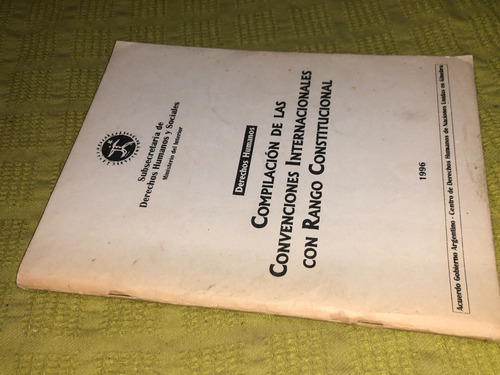 Subsecretaría de
Derechos Humanos y Sociales
Ministerio del Interior
Derechos Humanos
COMPILACIÓN DE LAS
CONVENCIONES INTERNACIONALES
CON RANGO CONSTITUCIONAL
1996
Acuerdo Gobierno Argentino - Centro de Derechos Humanos de Naciones Unidas en Ginebra